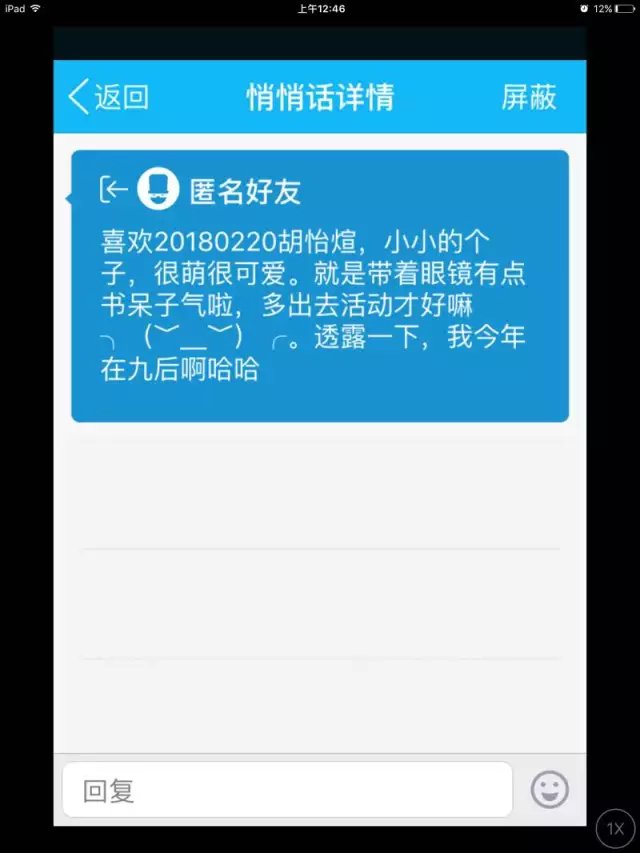 iPad 上午12:46 12%
返回 悄悄话详情 屏蔽
匿名好友
喜欢20180220胡怡煊，小小的个
子，很萌很可爱。就是带着眼镜有点
书呆子气啦，多出去活动才好嘛
╮（︶﹏︶）╭。透露一下，我今年
在九后啊哈哈
回复
1X